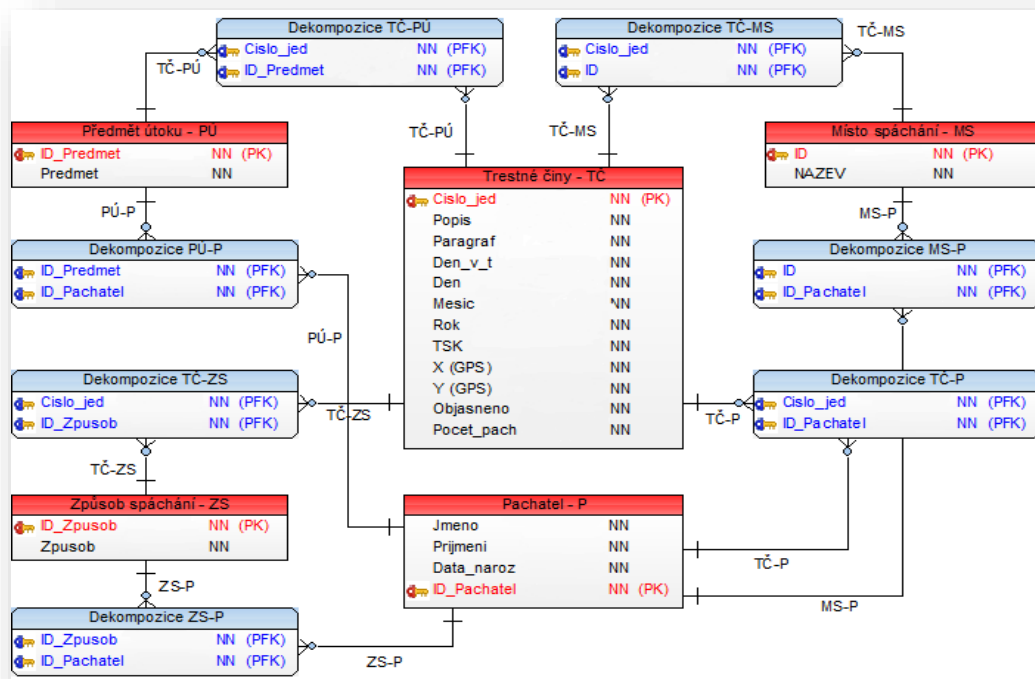 Dekompozice TČ-PÚ
Cislo_jed NN (PFK)
ID_Predmet NN (PFK)
Dekompozice TČ-MS
Cislo_jed NN (PFK)
ID NN (PFK)
TČ-MS
TČ-PÚ
TČ-PÚ
TČ-MS
Předmět útoku - PÚ
ID_Predmet NN (PK)
Predmet NN
Místo spáchání - MS
ID NN (PK)
NAZEV NN
Trestné činy - TČ
Cislo_jed NN (PK)
Popis NN
Paragraf NN
Den_v_t NN
Den NN
Mesic NN
Rok NN
TSK NN
X (GPS) NN
Y (GPS) NN
Objasneno NN
Pocet_pach NN
PÚ-P
MS-P
Dekompozice PÚ-P
ID_Predmet NN (PFK)
ID_Pachatel NN (PFK)
Dekompozice MS-P
ID NN (PFK)
ID_Pachatel NN (PFK)
PÚ-P
Dekompozice TČ-ZS
Cislo_jed NN (PFK)
ID_Zpusob NN (PFK)
TČ-ZS
Dekompozice TČ-P
Cislo_jed NN (PFK)
ID_Pachatel NN (PFK)
TČ-P
TČ-ZS
Způsob spáchání - ZS
ID_Zpusob NN (PK)
Zpusob NN
Pachatel - P
Jmeno NN
Prijmeni NN
Data_naroz NN
ID_Pachatel NN (PK)
TČ-P
ZS-P
MS-P
Dekompozice ZS-P
ID_Zpusob NN (PFK)
ID_Pachatel NN (PFK)
ZS-P